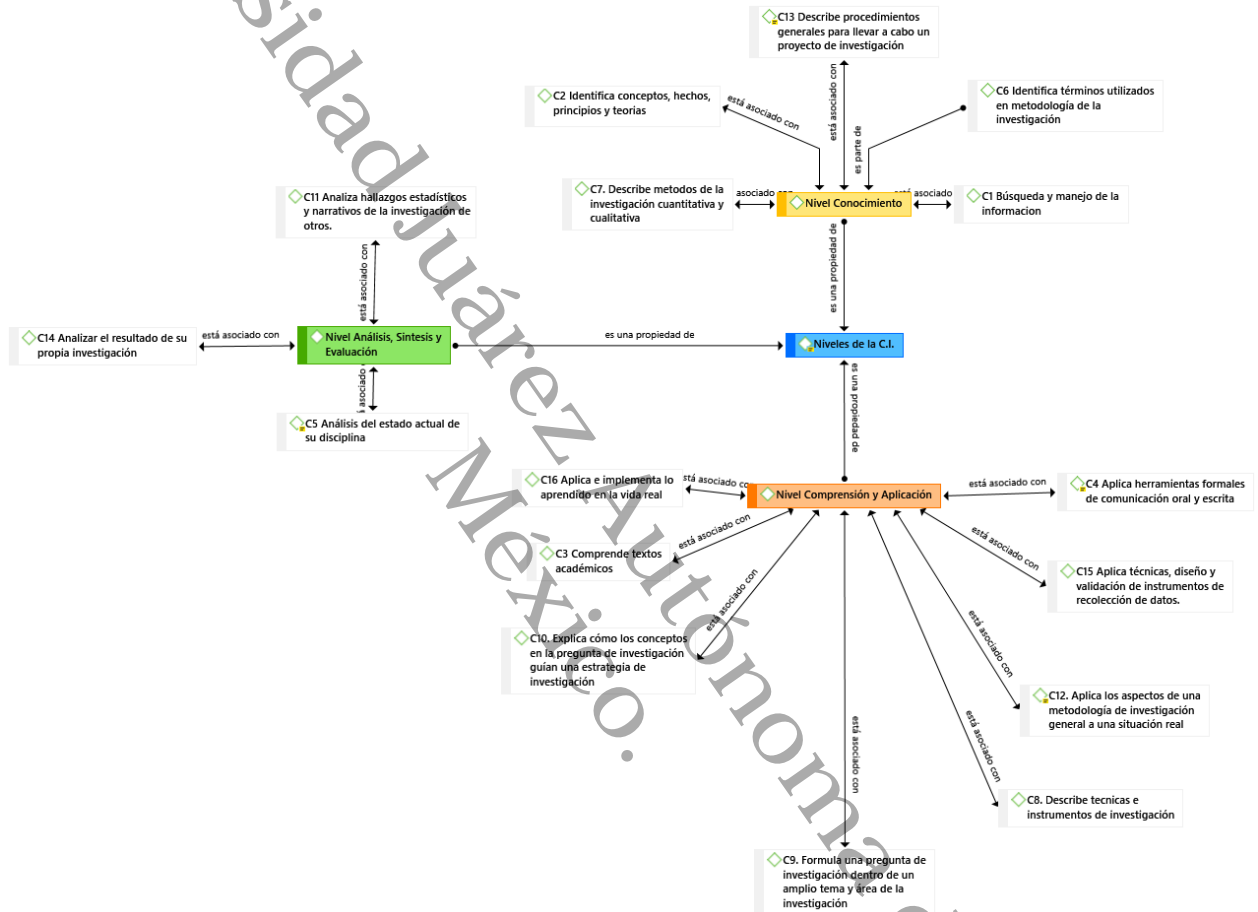 C13 Describe procedimientos
generales para llevar a cabo un
proyecto de investigación
está asociado con
C2 Identifica conceptos, hechos,
principios y teorias
está asociado con
C6 Identifica términos utilizados
en metodología de la
investigación
es parte de
C7. Describe metodos de la
investigación cuantitativa y
cualitativa
asociado con
Nivel Conocimiento
está asociado
C1 Búsqueda y manejo de la
informacion
es una propiedad de
C11 Analiza hallazgos estadísticos
y narrativos de la investigación de
otros.
está asociado con
C14 Analizar el resultado de su
propia investigación
está asociado con
Nivel Análisis, Sintesis y
Evaluación
es una propiedad de
Niveles de la C.I.
asociado
C5 Análisis del estado actual de
su disciplina
es una propiedad de
C16 Aplica e implementa lo
aprendido en la vida real
stá asociado co
Nivel Comprensión y Aplicación
está asociado con
C4 Aplica herramientas formales
de comunicación oral y escrita
C3 Comprende textos
académicos
está asociado con
está asociado con
C15 Aplica técnicas, diseño y
validación de instrumentos de
recolección de datos.
C10. Explica cómo los conceptos
en la pregunta de investigación
guían una estrategia de
investigación
está asociado con
está asociado con
C12. Aplica los aspectos de una
metodología de investigación
general a una situación real
está asociado con
C8. Describe tecnicas e
instrumentos de investigación
está asociado con
C9. Formula una pregunta de
investigación dentro de un
amplio tema y área de la
investigación
sidad Juárez Autónoma
México.